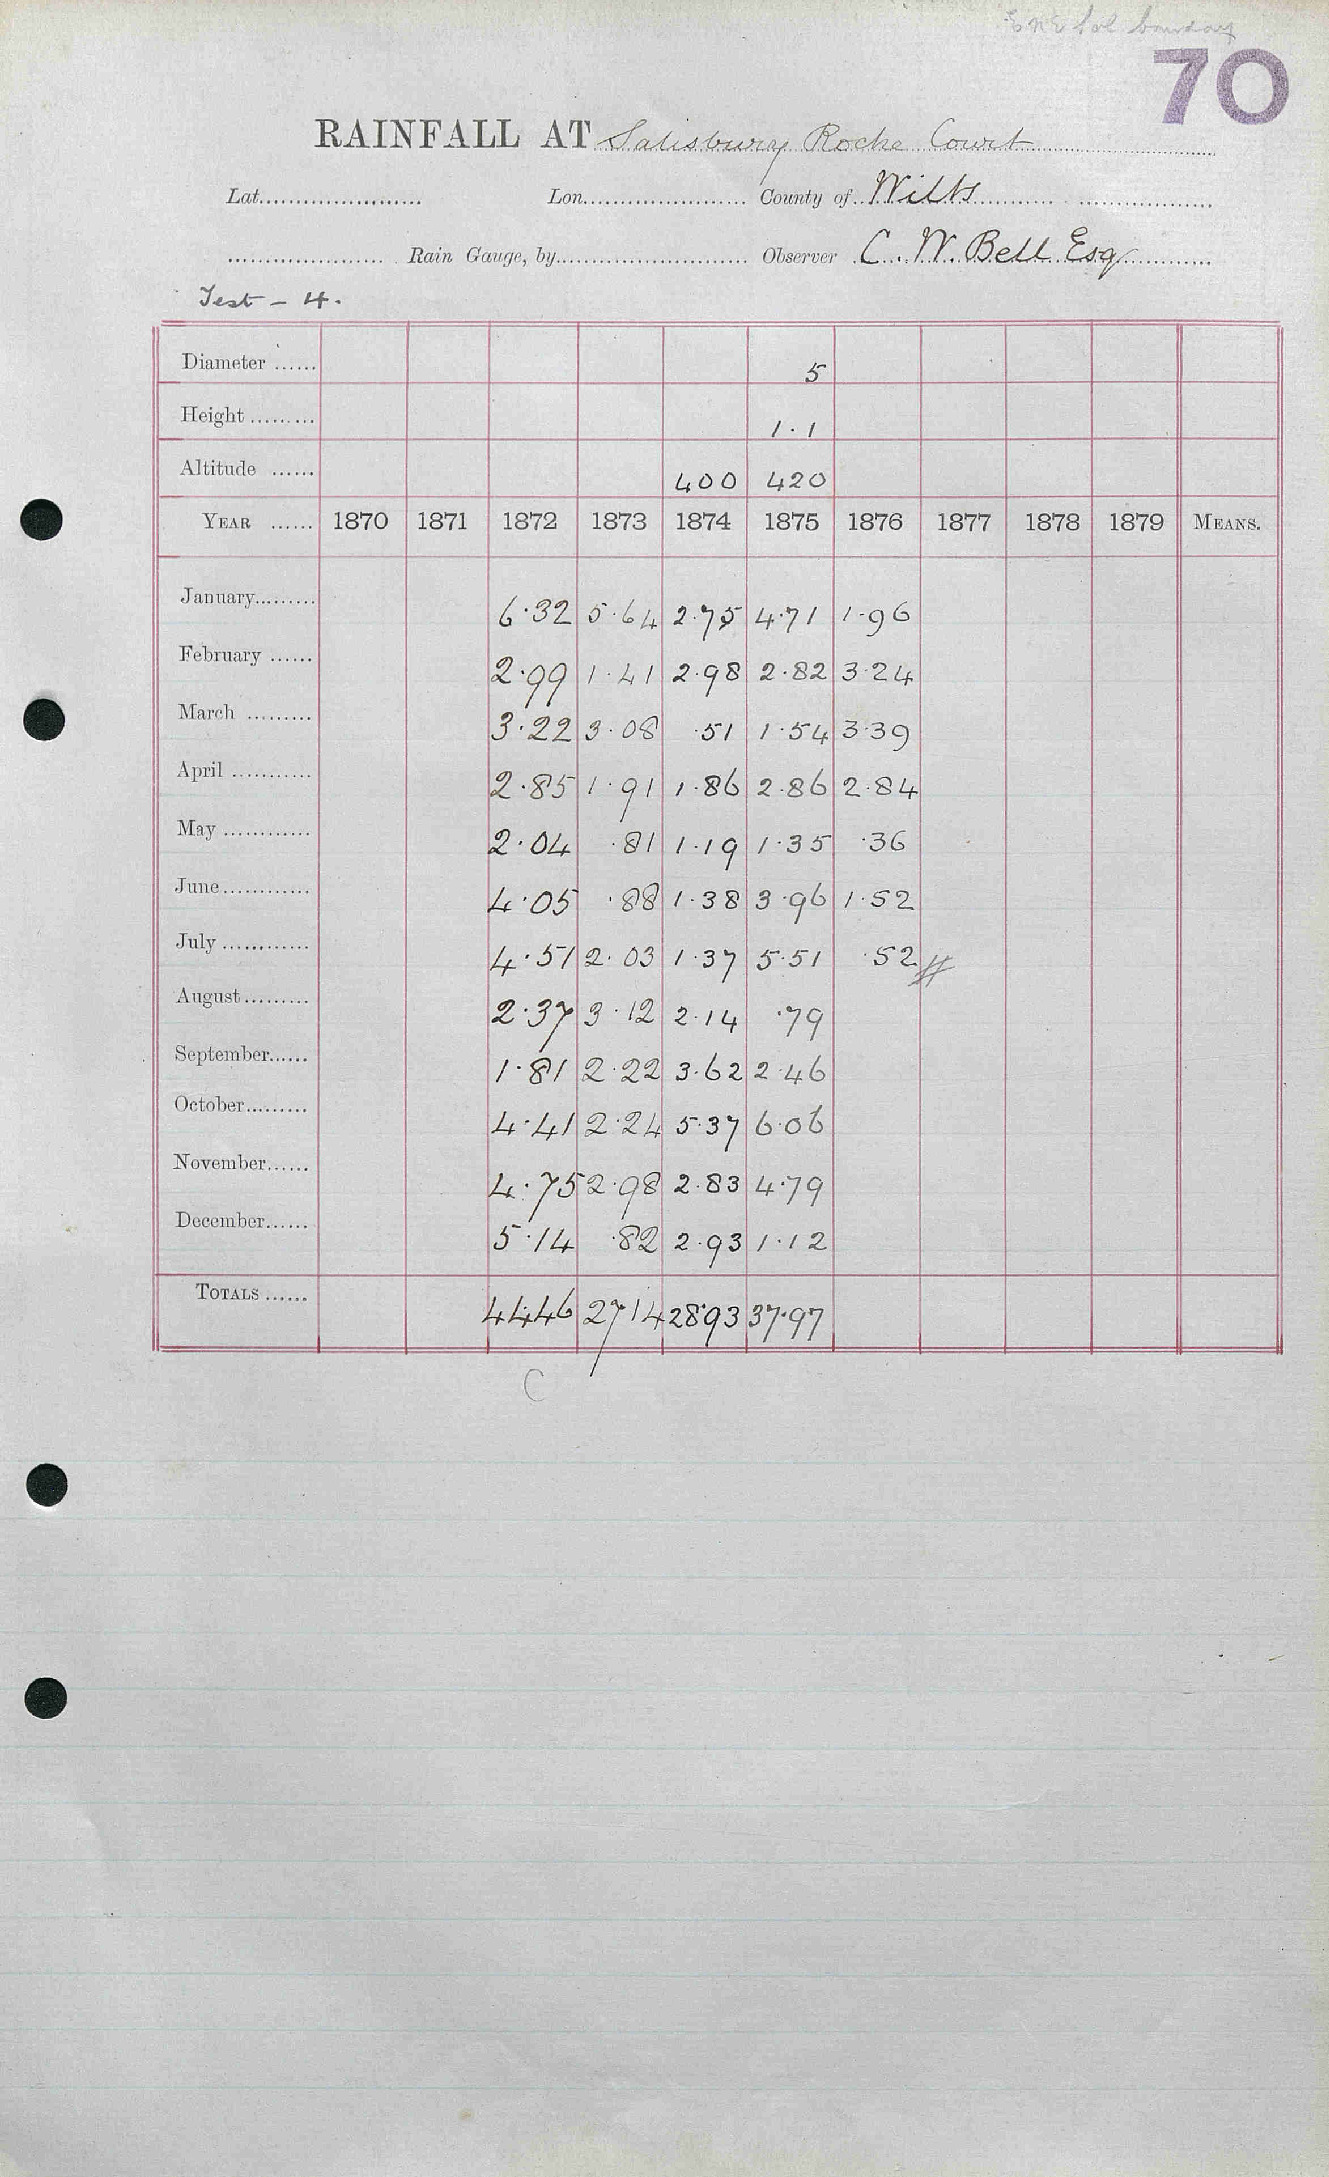 70
RAINFALL AT Salisbury Roche Court
Lat. Lon. County of Wilts
Rain Gauge, by Observer C. W. Bell Esq
Test - 4.
Diameter ...... 5
Height ......... 1.1
Altitude ...... 400 420
YEAR ...... 1870 1871 1872 1873 1874 1875 1876 1877 1878 1879 MEANS.
January......... 6.32 5.64 2.75 4.71 1.96
February ...... 2.99 1.41 2.98 2.82 3.24
March ......... 3.22 3.08 .51 1.54 3.39
April ........... 2.85 1.91 1.86 2.86 2.84
May ............ 2.04 .81 1.19 1.35 .36
June............ 4.05 .88 1.38 3.96 1.52
July ............ 4.51 2.03 1.37 5.51 .52 #
August......... 2.37 3.12 2.14 .79
September...... 1.81 2.22 3.62 2.46
October......... 4.41 2.24 5.37 6.06
November...... 4.75 2.98 2.83 4.79
December...... 5.14 .82 2.93 1.12
TOTALS ...... 44.46 27.14 28.93 37.97
C